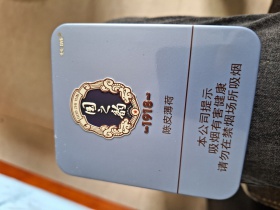 ~1918~
陈皮薄荷
本公司提示
吸烟有害健康
请勿在禁烟场所吸烟